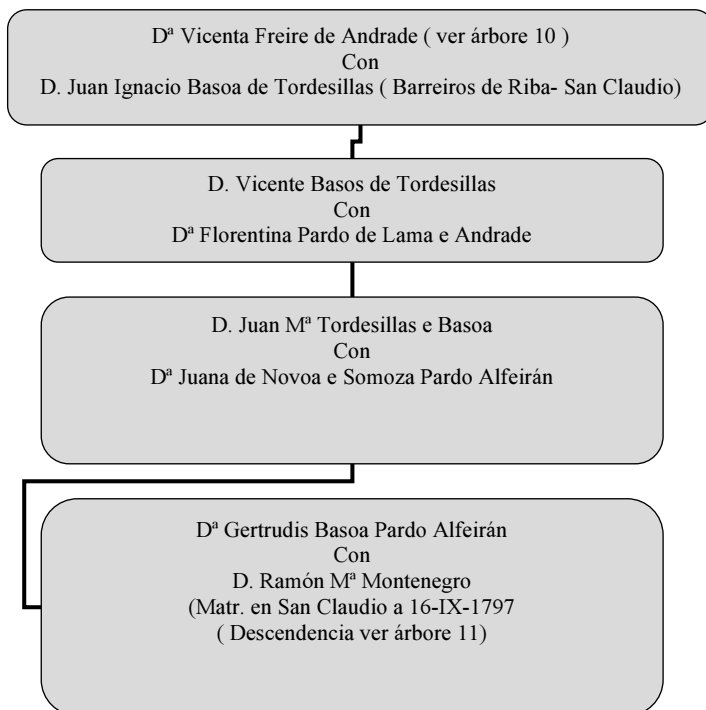 Dª Vicenta Freire de Andrade ( ver árbore 10 )
Con
D. Juan Ignacio Basoa de Tordesillas ( Barreiros de Riba- San Claudio)
D. Vicente Basos de Tordesillas
Con
Dª Florentina Pardo de Lama e Andrade
D. Juan Mª Tordesillas e Basoa
Con
Dª Juana de Novoa e Somoza Pardo Alfeirán
Dª Gertrudis Basoa Pardo Alfeirán
Con
D. Ramón Mª Montenegro
(Matr. en San Claudio a 16-IX-1797
( Descendencia ver árbore 11)